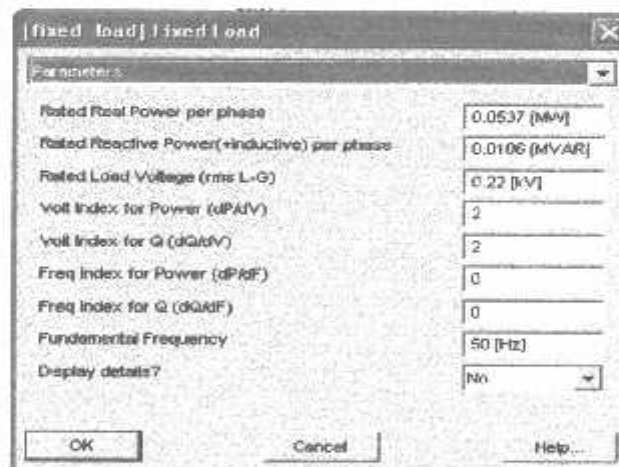 [fixed_load] Fixed Load
Parameters
Rated Real Power per phase 0.0537 [MW]
Rated Reactive Power(+inductive) per phase 0.0106 [MVAR]
Rated Load Voltage (rms L-G) 0.22 [kV]
Volt Index for Power (dP/dV) 2
Volt Index for Q (dQ/dV) 2
Freq Index for Power (dP/dF) 0
Freq Index for Q (dQ/dF) 0
Fundamental Frequency 50 [Hz]
Display details? No
OK Cancel Help...